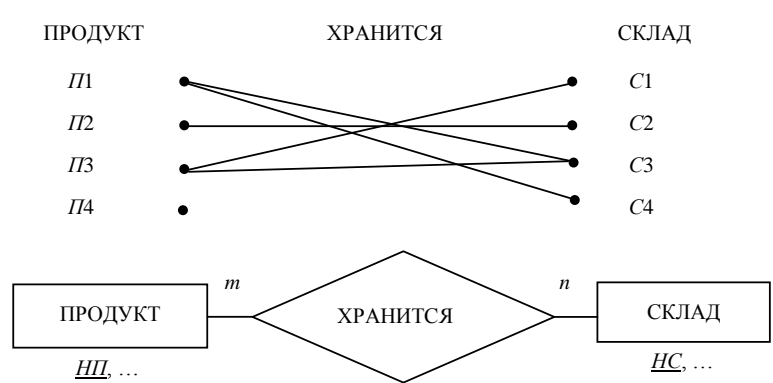 ПРОДУКТ ХРАНИТСЯ СКЛАД
П1 С1
П2 С2
П3 С3
П4 С4
m n
ПРОДУКТ ХРАНИТСЯ СКЛАД
НП, … НС, …